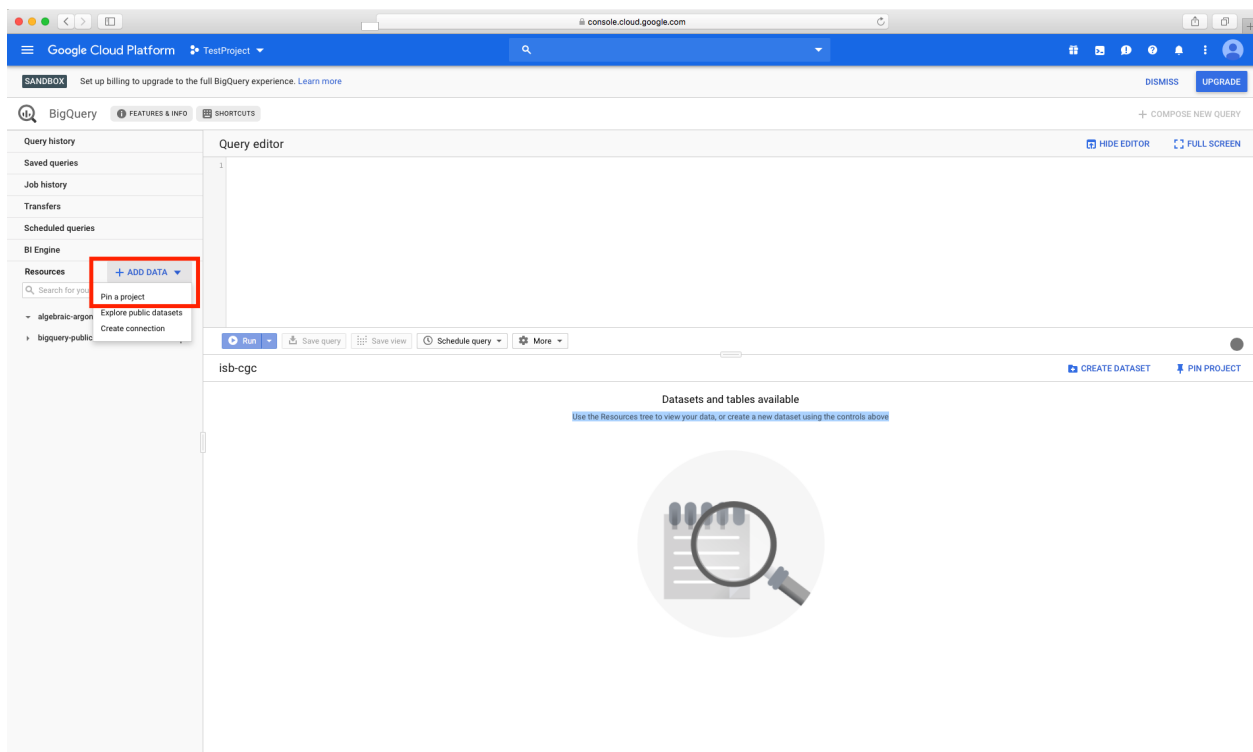 console.cloud.google.com
Google Cloud Platform TestProject
SANDBOX Set up billing to upgrade to the full BigQuery experience. Learn more DISMISS UPGRADE
BigQuery FEATURES & INFO SHORTCUTS + COMPOSE NEW QUERY
Query history
Query editor HIDE EDITOR FULL SCREEN
Saved queries
1
Job history
Transfers
Scheduled queries
BI Engine
Resources + ADD DATA
Search for you
Pin a project
Explore public datasets
Create connection
algebraic-argon
bigquery-public
Run Save query Save view Schedule query More
isb-cgc CREATE DATASET PIN PROJECT
Datasets and tables available
Use the Resources tree to view your data, or create a new dataset using the controls above